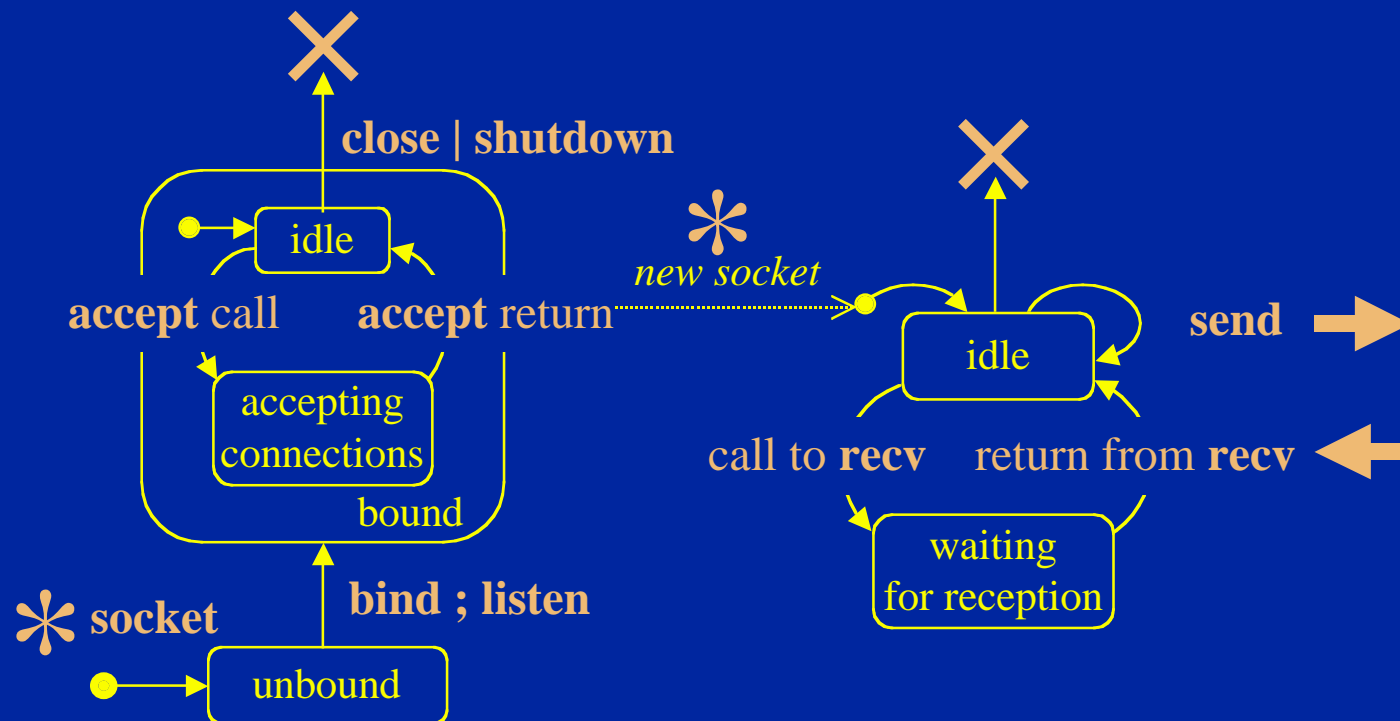 close | shutdown
idle
new socket
accept call
accept return
accepting
connections
bound
bind ; listen
socket
unbound
idle
send
call to recv
return from recv
waiting
for reception